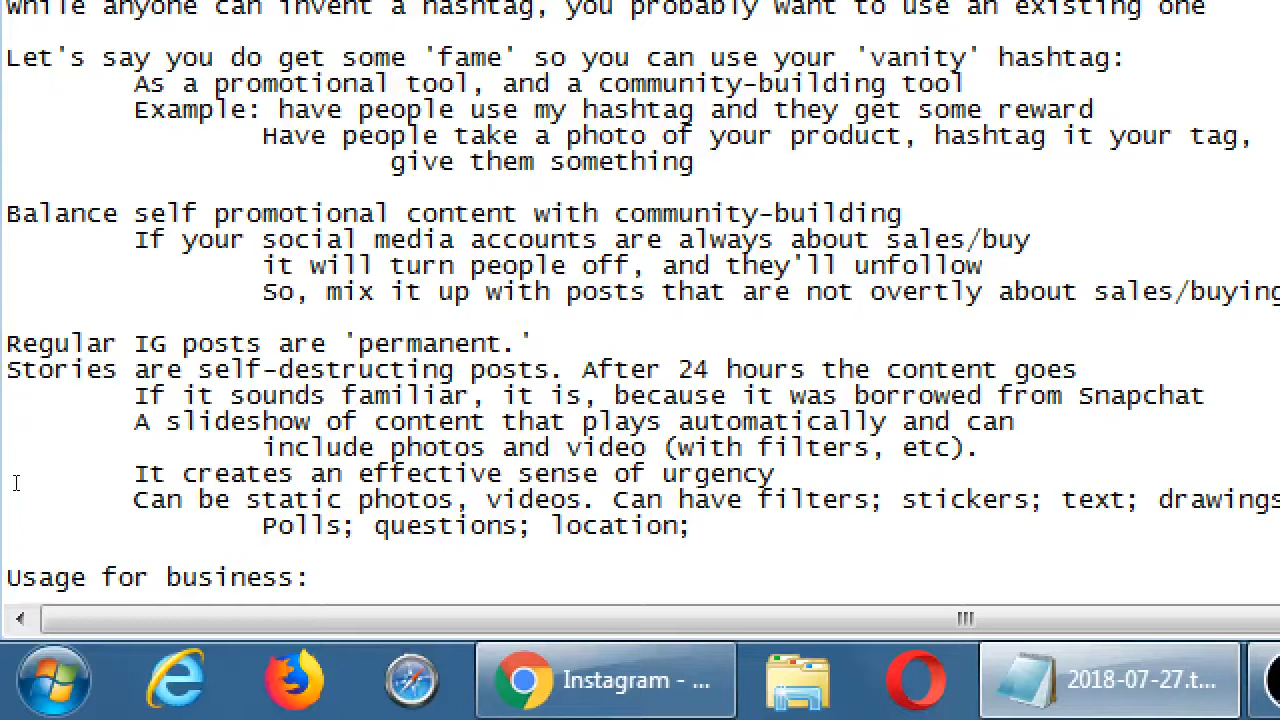 While anyone can invent a hashtag, you probably want to use an existing one
Let's say you do get some 'fame' so you can use your 'vanity' hashtag:
As a promotional tool, and a community-building tool
Example: have people use my hashtag and they get some reward
Have people take a photo of your product, hashtag it your tag,
give them something
Balance self promotional content with community-building
If your social media accounts are always about sales/buy
it will turn people off, and they'll unfollow
So, mix it up with posts that are not overtly about sales/buying
Regular IG posts are 'permanent.'
Stories are self-destructing posts. After 24 hours the content goes
If it sounds familiar, it is, because it was borrowed from Snapchat
A slideshow of content that plays automatically and can
include photos and video (with filters, etc).
It creates an effective sense of urgency
Can be static photos, videos. Can have filters; stickers; text; drawings
Polls; questions; location;
Usage for business:
Instagram - ...
2018-07-27.t...